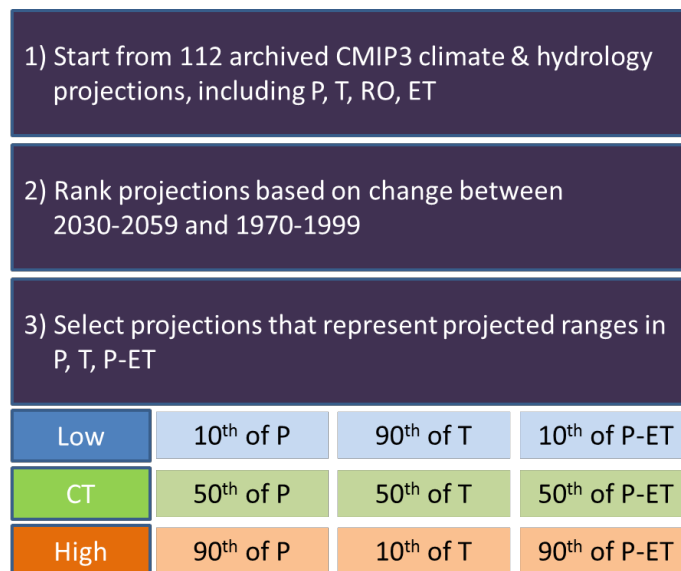 1) Start from 112 archived CMIP3 climate & hydrology
projections, including P, T, RO, ET
2) Rank projections based on change between
2030-2059 and 1970-1999
3) Select projections that represent projected ranges in
P, T, P-ET
Low 10th of P 90th of T 10th of P-ET
CT 50th of P 50th of T 50th of P-ET
High 90th of P 10th of T 90th of P-ET